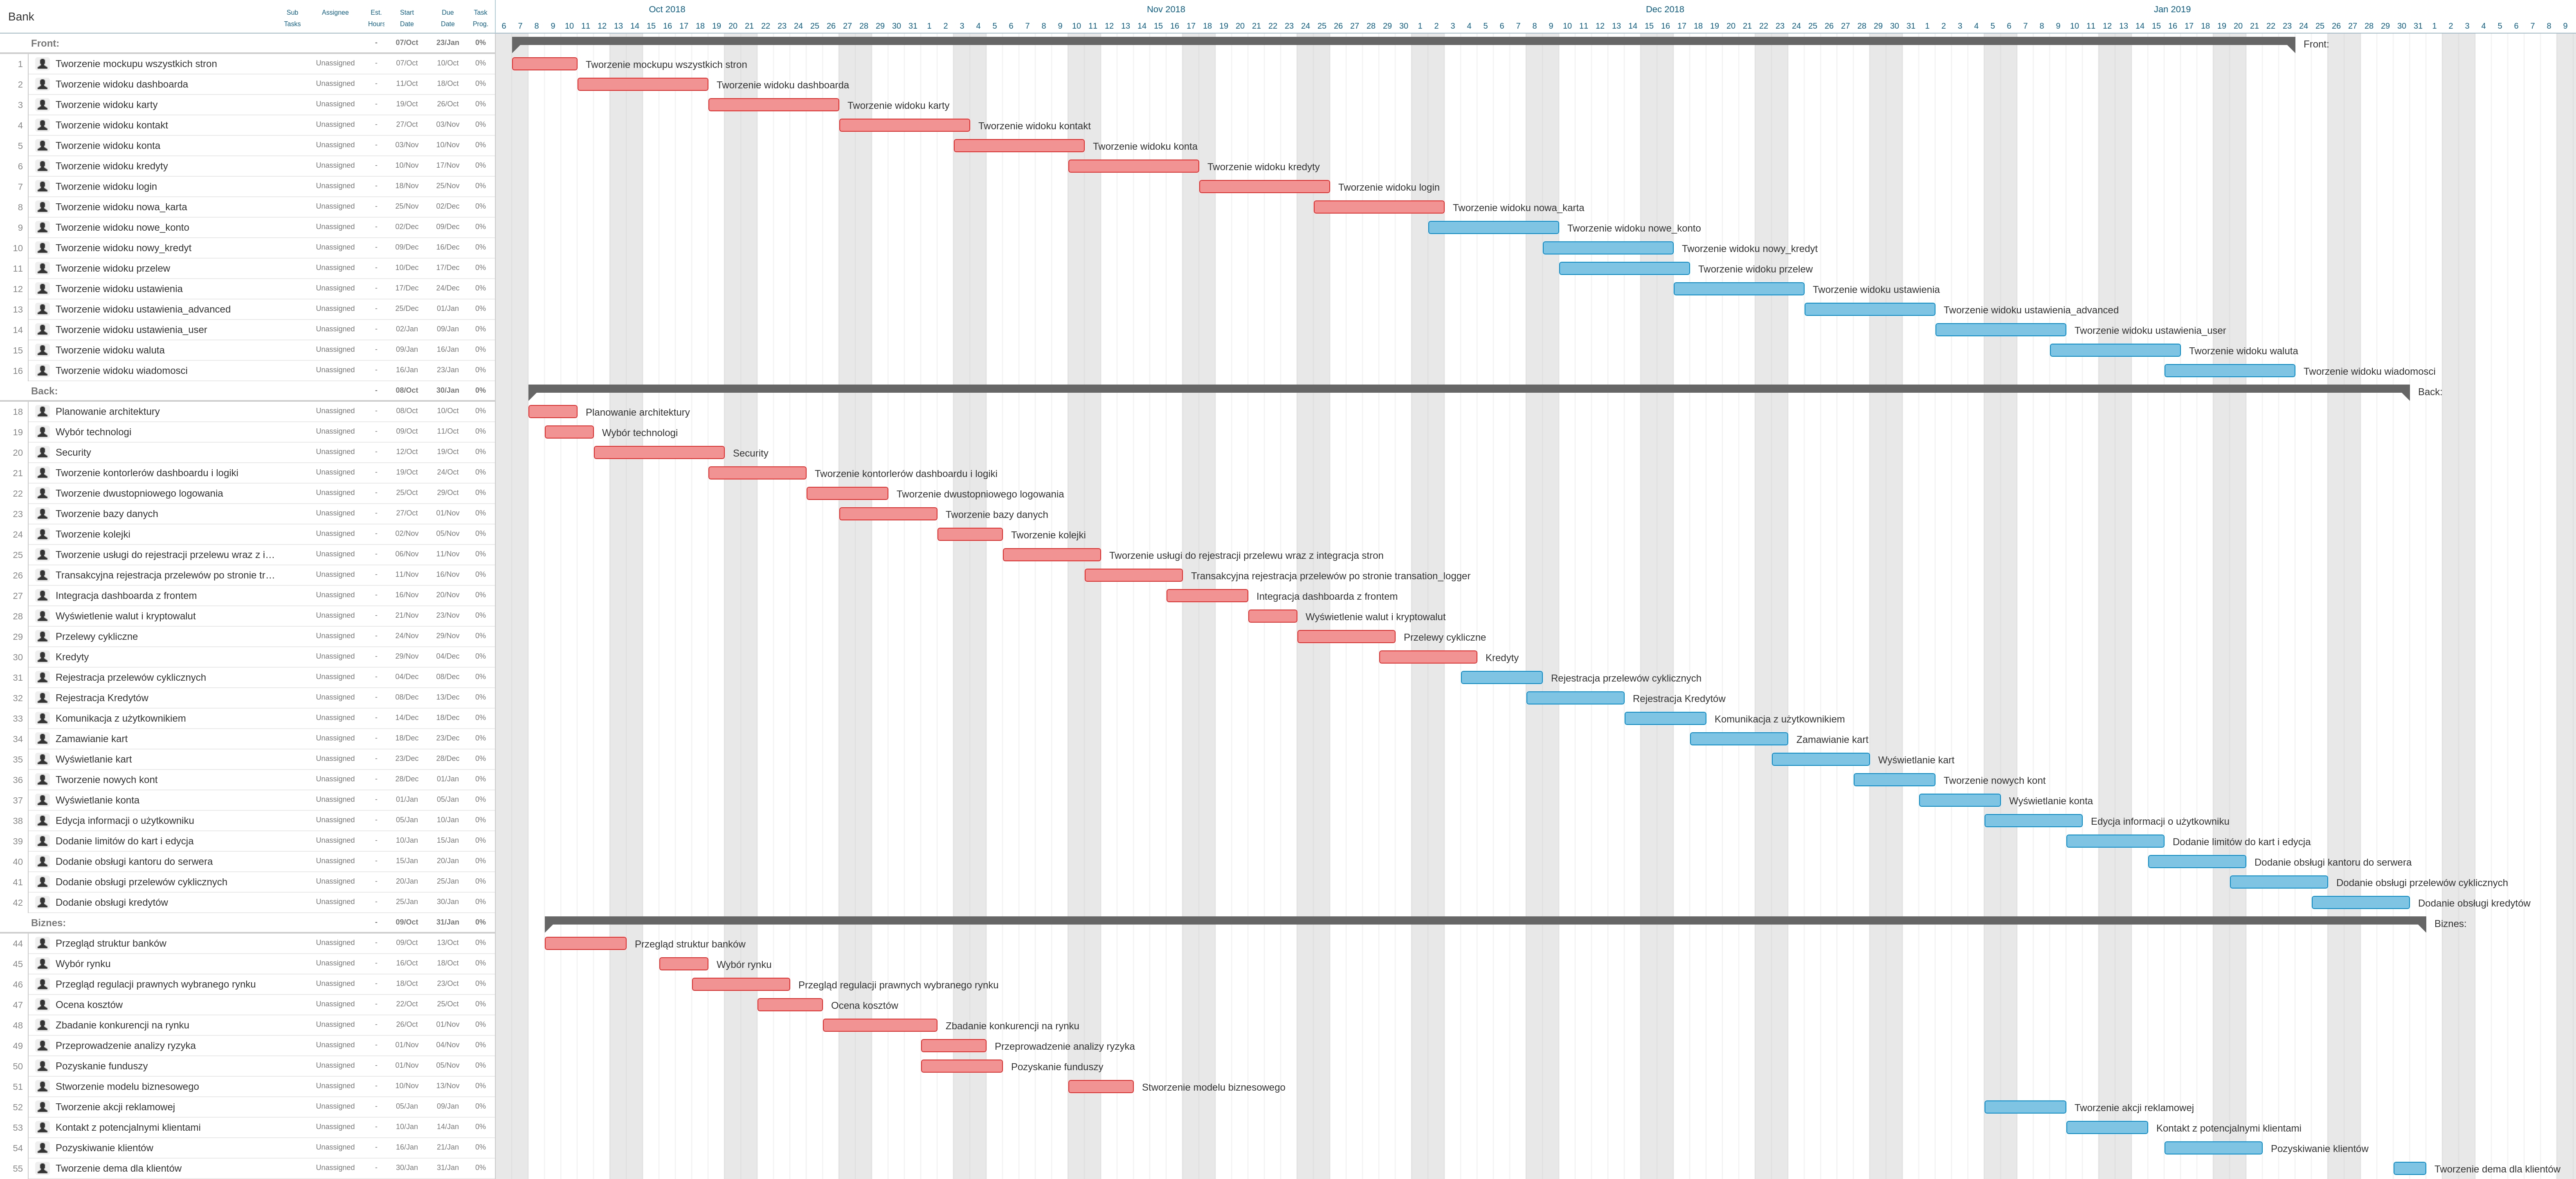 Bank Sub Tasks Assignee Est. Hours Start Date Due Date Task Prog.
Oct 2018 Nov 2018 Dec 2018 Jan 2019
6 7 8 9 10 11 12 13 14 15 16 17 18 19 20 21 22 23 24 25 26 27 28 29 30 31 1 2 3 4 5 6 7 8 9 10 11 12 13 14 15 16 17 18 19 20 21 22 23 24 25 26 27 28 29 30 1 2 3 4 5 6 7 8 9 10 11 12 13 14 15 16 17 18 19 20 21 22 23 24 25 26 27 28 29 30 31 1 2 3 4 5 6 7 8 9 10 11 12 13 14 15 16 17 18 19 20 21 22 23 24 25 26 27 28 29 30 31 1 2 3 4 5 6 7 8 9
Front: - 07/Oct 23/Jan 0% Front:
1 Tworzenie mockupu wszystkich stron Unassigned - 07/Oct 10/Oct 0% Tworzenie mockupu wszystkich stron
2 Tworzenie widoku dashboarda Unassigned - 11/Oct 18/Oct 0% Tworzenie widoku dashboarda
3 Tworzenie widoku karty Unassigned - 19/Oct 26/Oct 0% Tworzenie widoku karty
4 Tworzenie widoku kontakt Unassigned - 27/Oct 03/Nov 0% Tworzenie widoku kontakt
5 Tworzenie widoku konta Unassigned - 03/Nov 10/Nov 0% Tworzenie widoku konta
6 Tworzenie widoku kredyty Unassigned - 10/Nov 17/Nov 0% Tworzenie widoku kredyty
7 Tworzenie widoku login Unassigned - 18/Nov 25/Nov 0% Tworzenie widoku login
8 Tworzenie widoku nowa_karta Unassigned - 25/Nov 02/Dec 0% Tworzenie widoku nowa_karta
9 Tworzenie widoku nowe_konto Unassigned - 02/Dec 09/Dec 0% Tworzenie widoku nowe_konto
10 Tworzenie widoku nowy_kredyt Unassigned - 09/Dec 16/Dec 0% Tworzenie widoku nowy_kredyt
11 Tworzenie widoku przelew Unassigned - 10/Dec 17/Dec 0% Tworzenie widoku przelew
12 Tworzenie widoku ustawienia Unassigned - 17/Dec 24/Dec 0% Tworzenie widoku ustawienia
13 Tworzenie widoku ustawienia_advanced Unassigned - 25/Dec 01/Jan 0% Tworzenie widoku ustawienia_advanced
14 Tworzenie widoku ustawienia_user Unassigned - 02/Jan 09/Jan 0% Tworzenie widoku ustawienia_user
15 Tworzenie widoku waluta Unassigned - 09/Jan 16/Jan 0% Tworzenie widoku waluta
16 Tworzenie widoku wiadomosci Unassigned - 16/Jan 23/Jan 0% Tworzenie widoku wiadomosci
Back: - 08/Oct 30/Jan 0% Back:
18 Planowanie architektury Unassigned - 08/Oct 10/Oct 0% Planowanie architektury
19 Wybór technologi Unassigned - 09/Oct 11/Oct 0% Wybór technologi
20 Security Unassigned - 12/Oct 19/Oct 0% Security
21 Tworzenie kontorlerów dashboardu i logiki Unassigned - 19/Oct 24/Oct 0% Tworzenie kontorlerów dashboardu i logiki
22 Tworzenie dwustopniowego logowania Unassigned - 25/Oct 29/Oct 0% Tworzenie dwustopniowego logowania
23 Tworzenie bazy danych Unassigned - 27/Oct 01/Nov 0% Tworzenie bazy danych
24 Tworzenie kolejki Unassigned - 02/Nov 05/Nov 0% Tworzenie kolejki
25 Tworzenie usługi do rejestracji przelewu wraz z i... Unassigned - 06/Nov 11/Nov 0% Tworzenie usługi do rejestracji przelewu wraz z integracja stron
26 Transakcyjna rejestracja przelewów po stronie tr... Unassigned - 11/Nov 16/Nov 0% Transakcyjna rejestracja przelewów po stronie transation_logger
27 Integracja dashboarda z frontem Unassigned - 16/Nov 20/Nov 0% Integracja dashboarda z frontem
28 Wyświetlenie walut i kryptowalut Unassigned - 21/Nov 23/Nov 0% Wyświetlenie walut i kryptowalut
29 Przelewy cykliczne Unassigned - 24/Nov 29/Nov 0% Przelewy cykliczne
30 Kredyty Unassigned - 29/Nov 04/Dec 0% Kredyty
31 Rejestracja przelewów cyklicznych Unassigned - 04/Dec 08/Dec 0% Rejestracja przelewów cyklicznych
32 Rejestracja Kredytów Unassigned - 08/Dec 13/Dec 0% Rejestracja Kredytów
33 Komunikacja z użytkownikiem Unassigned - 14/Dec 18/Dec 0% Komunikacja z użytkownikiem
34 Zamawianie kart Unassigned - 18/Dec 23/Dec 0% Zamawianie kart
35 Wyświetlanie kart Unassigned - 23/Dec 28/Dec 0% Wyświetlanie kart
36 Tworzenie nowych kont Unassigned - 28/Dec 01/Jan 0% Tworzenie nowych kont
37 Wyświetlanie konta Unassigned - 01/Jan 05/Jan 0% Wyświetlanie konta
38 Edycja informacji o użytkowniku Unassigned - 05/Jan 10/Jan 0% Edycja informacji o użytkowniku
39 Dodanie limitów do kart i edycja Unassigned - 10/Jan 15/Jan 0% Dodanie limitów do kart i edycja
40 Dodanie obsługi kantoru do serwera Unassigned - 15/Jan 20/Jan 0% Dodanie obsługi kantoru do serwera
41 Dodanie obsługi przelewów cyklicznych Unassigned - 20/Jan 25/Jan 0% Dodanie obsługi przelewów cyklicznych
42 Dodanie obsługi kredytów Unassigned - 25/Jan 30/Jan 0% Dodanie obsługi kredytów
Biznes: - 09/Oct 31/Jan 0% Biznes:
44 Przegląd struktur banków Unassigned - 09/Oct 13/Oct 0% Przegląd struktur banków
45 Wybór rynku Unassigned - 16/Oct 18/Oct 0% Wybór rynku
46 Przegląd regulacji prawnych wybranego rynku Unassigned - 18/Oct 23/Oct 0% Przegląd regulacji prawnych wybranego rynku
47 Ocena kosztów Unassigned - 22/Oct 25/Oct 0% Ocena kosztów
48 Zbadanie konkurencji na rynku Unassigned - 26/Oct 01/Nov 0% Zbadanie konkurencji na rynku
49 Przeprowadzenie analizy ryzyka Unassigned - 01/Nov 04/Nov 0% Przeprowadzenie analizy ryzyka
50 Pozyskanie funduszy Unassigned - 01/Nov 05/Nov 0% Pozyskanie funduszy
51 Stworzenie modelu biznesowego Unassigned - 10/Nov 13/Nov 0% Stworzenie modelu biznesowego
52 Tworzenie akcji reklamowej Unassigned - 05/Jan 09/Jan 0% Tworzenie akcji reklamowej
53 Kontakt z potencjalnymi klientami Unassigned - 10/Jan 14/Jan 0% Kontakt z potencjalnymi klientami
54 Pozyskiwanie klientów Unassigned - 16/Jan 21/Jan 0% Pozyskiwanie klientów
55 Tworzenie dema dla klientów Unassigned - 30/Jan 31/Jan 0% Tworzenie dema dla klientów